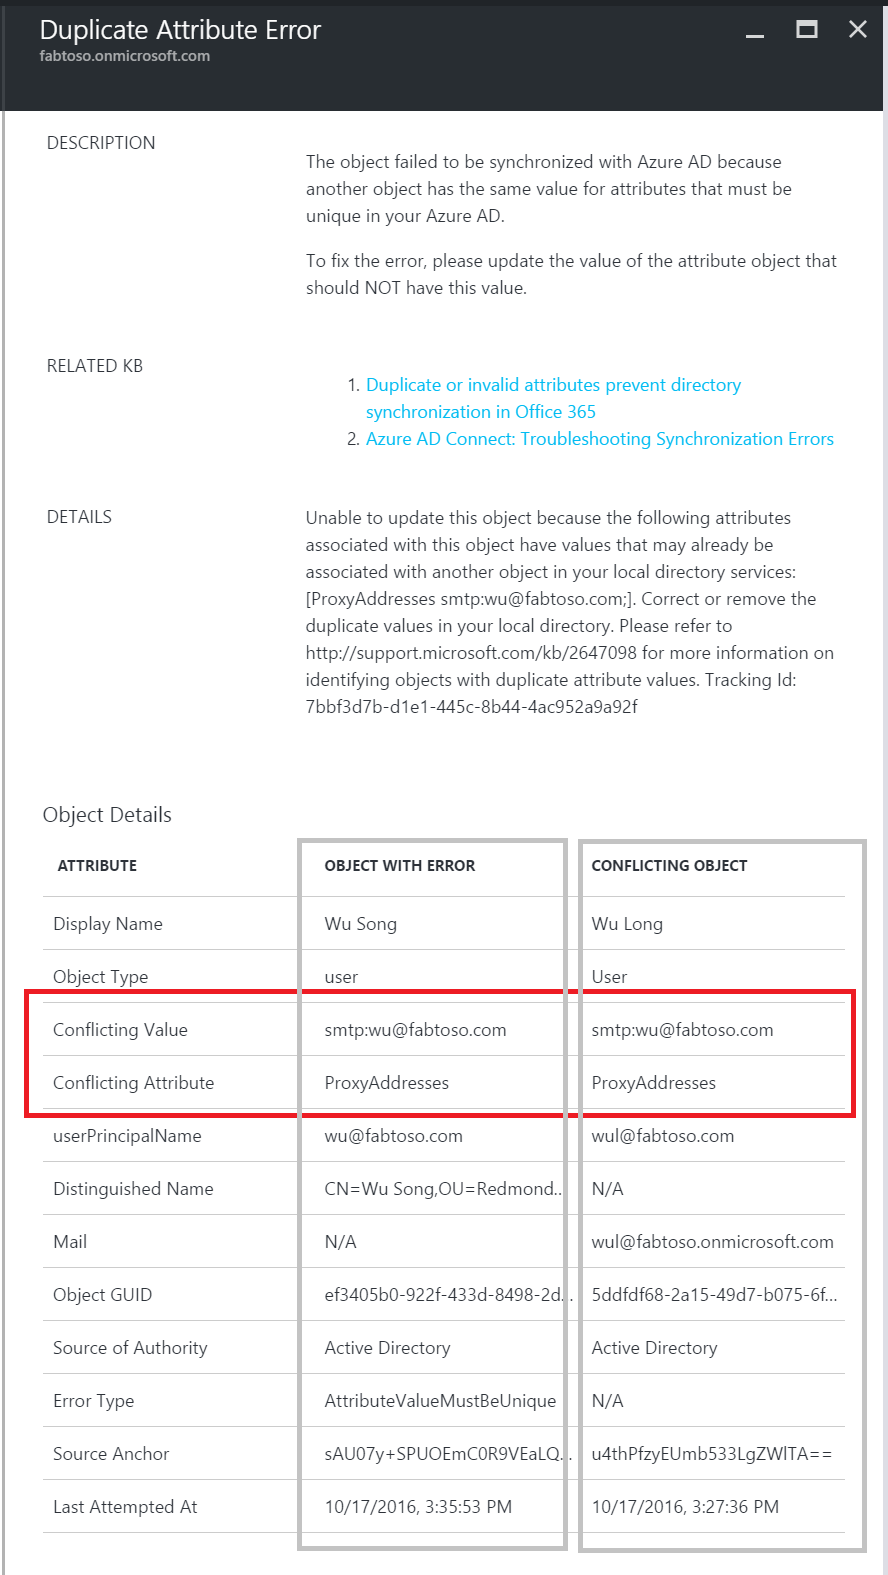 Duplicate Attribute Error
fabtoso.onmicrosoft.com
DESCRIPTION
The object failed to be synchronized with Azure AD because
another object has the same value for attributes that must be
unique in your Azure AD.
To fix the error, please update the value of the attribute object that
should NOT have this value.
RELATED KB
1. Duplicate or invalid attributes prevent directory
synchronization in Office 365
2. Azure AD Connect: Troubleshooting Synchronization Errors
DETAILS
Unable to update this object because the following attributes
associated with this object have values that may already be
associated with another object in your local directory services:
[ProxyAddresses smtp:wu@fabtoso.com;]. Correct or remove the
duplicate values in your local directory. Please refer to
http://support.microsoft.com/kb/2647098 for more information on
identifying objects with duplicate attribute values. Tracking Id:
7bbf3d7b-d1e1-445c-8b44-4ac952a9a92f
Object Details
ATTRIBUTE OBJECT WITH ERROR CONFLICTING OBJECT
Display Name Wu Song Wu Long
Object Type user User
Conflicting Value smtp:wu@fabtoso.com smtp:wu@fabtoso.com
Conflicting Attribute ProxyAddresses ProxyAddresses
userPrincipalName wu@fabtoso.com wul@fabtoso.com
Distinguished Name CN=Wu Song,OU=Redmond... N/A
Mail N/A wul@fabtoso.onmicrosoft.com
Object GUID ef3405b0-922f-433d-8498-2d... 5ddfdf68-2a15-49d7-b075-6f...
Source of Authority Active Directory Active Directory
Error Type AttributeValueMustBeUnique N/A
Source Anchor sAU07y+SPUOEmC0R9VEaLQ... u4thPfzyEUmb533LgZWlTA==
Last Attempted At 10/17/2016, 3:35:53 PM 10/17/2016, 3:27:36 PM